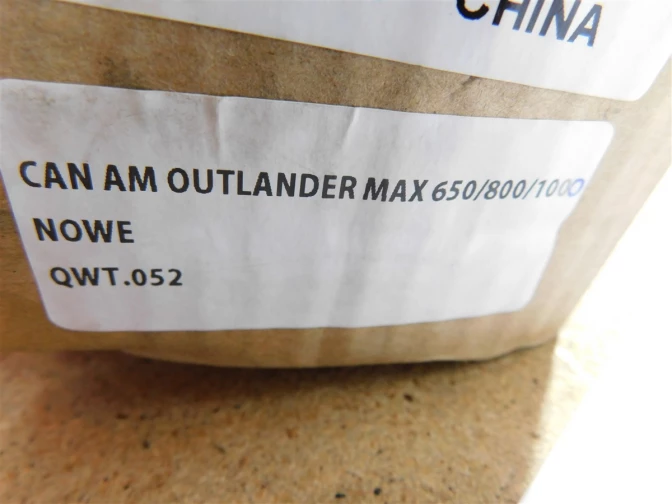 CHINA
CAN AM OUTLANDER MAX 650/800/1000
NOWE
QWT.052